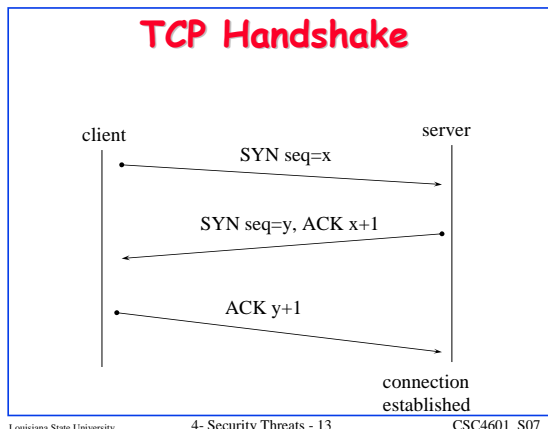 TCP Handshake
client
server
SYN seq=x
SYN seq=y, ACK x+1
ACK y+1
connection
established
Louisiana State University
4- Security Threats - 13
CSC4601 S07